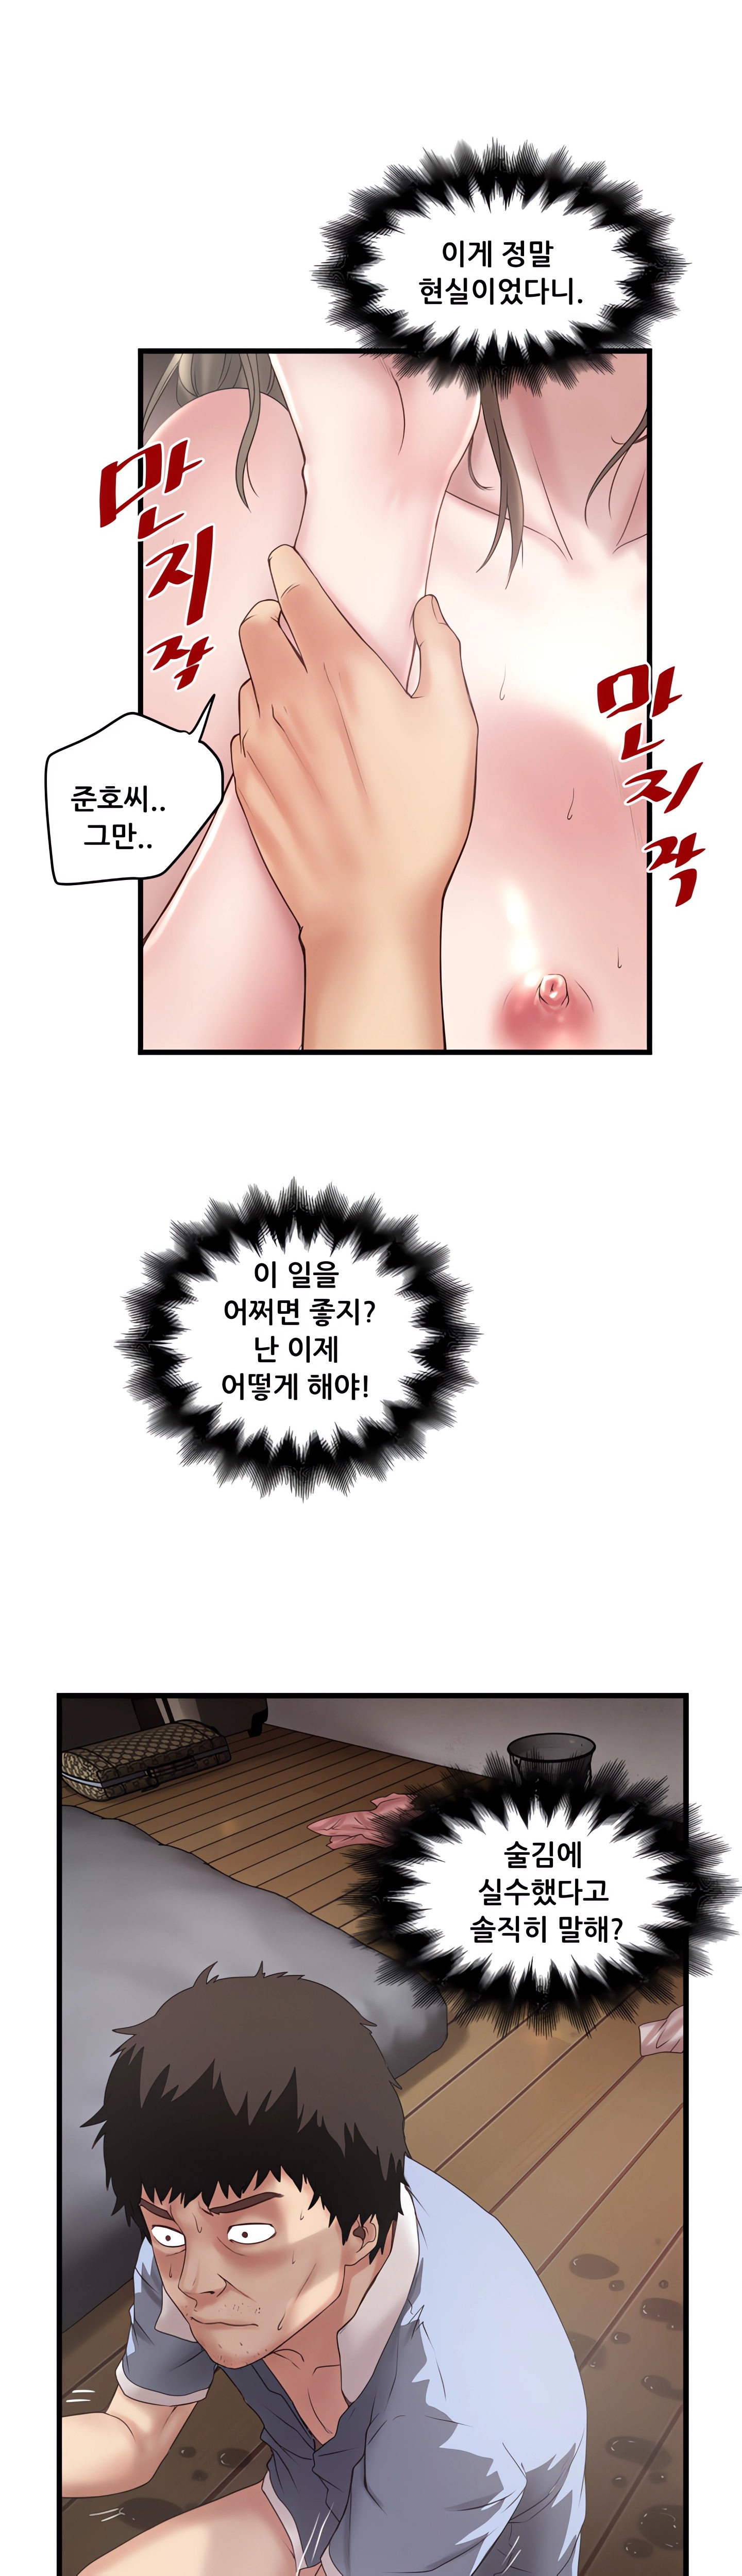 이게 정말
현실이었다니.
만지작
만지작
준호씨..
그만..
이 일을
어쩌면 좋지?
난 이제
어떻게 해야!
술김에
실수했다고
솔직히 말해?